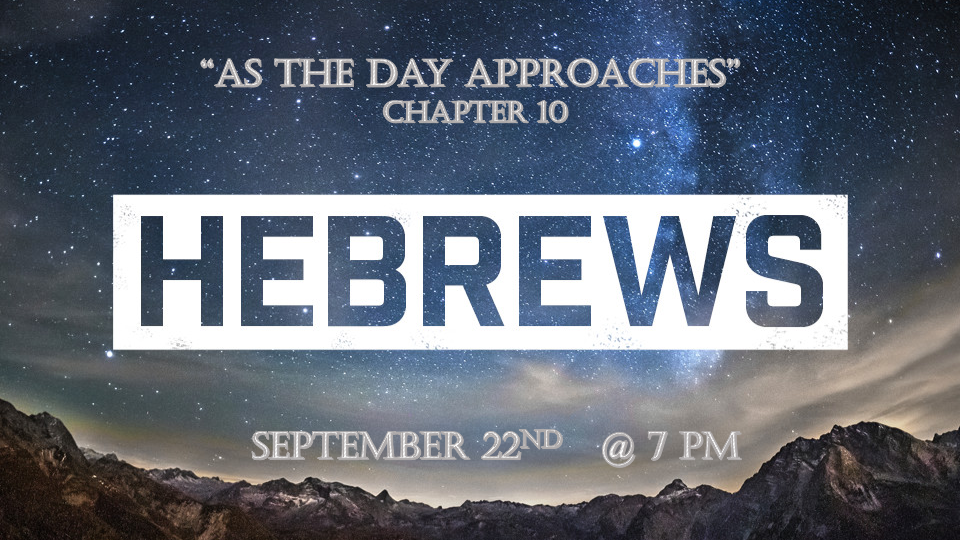 “AS THE DAY APPROACHES”
CHAPTER 10
HEBREWS
SEPTEMBER 22ND @ 7 PM